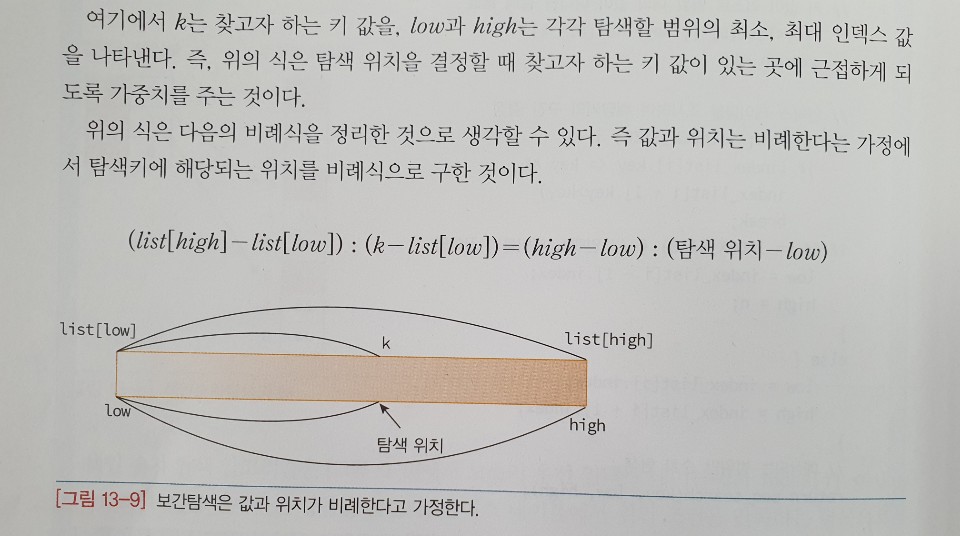 여기에서 k는 찾고자 하는 키 값을, low과 high는 각각 탐색할 범위의 최소, 최대 인덱스 값
을 나타낸다. 즉, 위의 식은 탐색 위치을 결정할 때 찾고자 하는 키 값이 있는 곳에 근접하게 되
도록 가중치를 주는 것이다.
위의 식은 다음의 비례식을 정리한 것으로 생각할 수 있다. 즉 값과 위치는 비례한다는 가정에
서 탐색키에 해당되는 위치를 비례식으로 구한 것이다.
(list[high]-list[low]) : (k-list[low])=(high-low) : (탐색 위치-low)
list[low]
k
list[high]
low
탐색 위치
high
[그림 13-9] 보간탐색은 값과 위치가 비례한다고 가정한다.